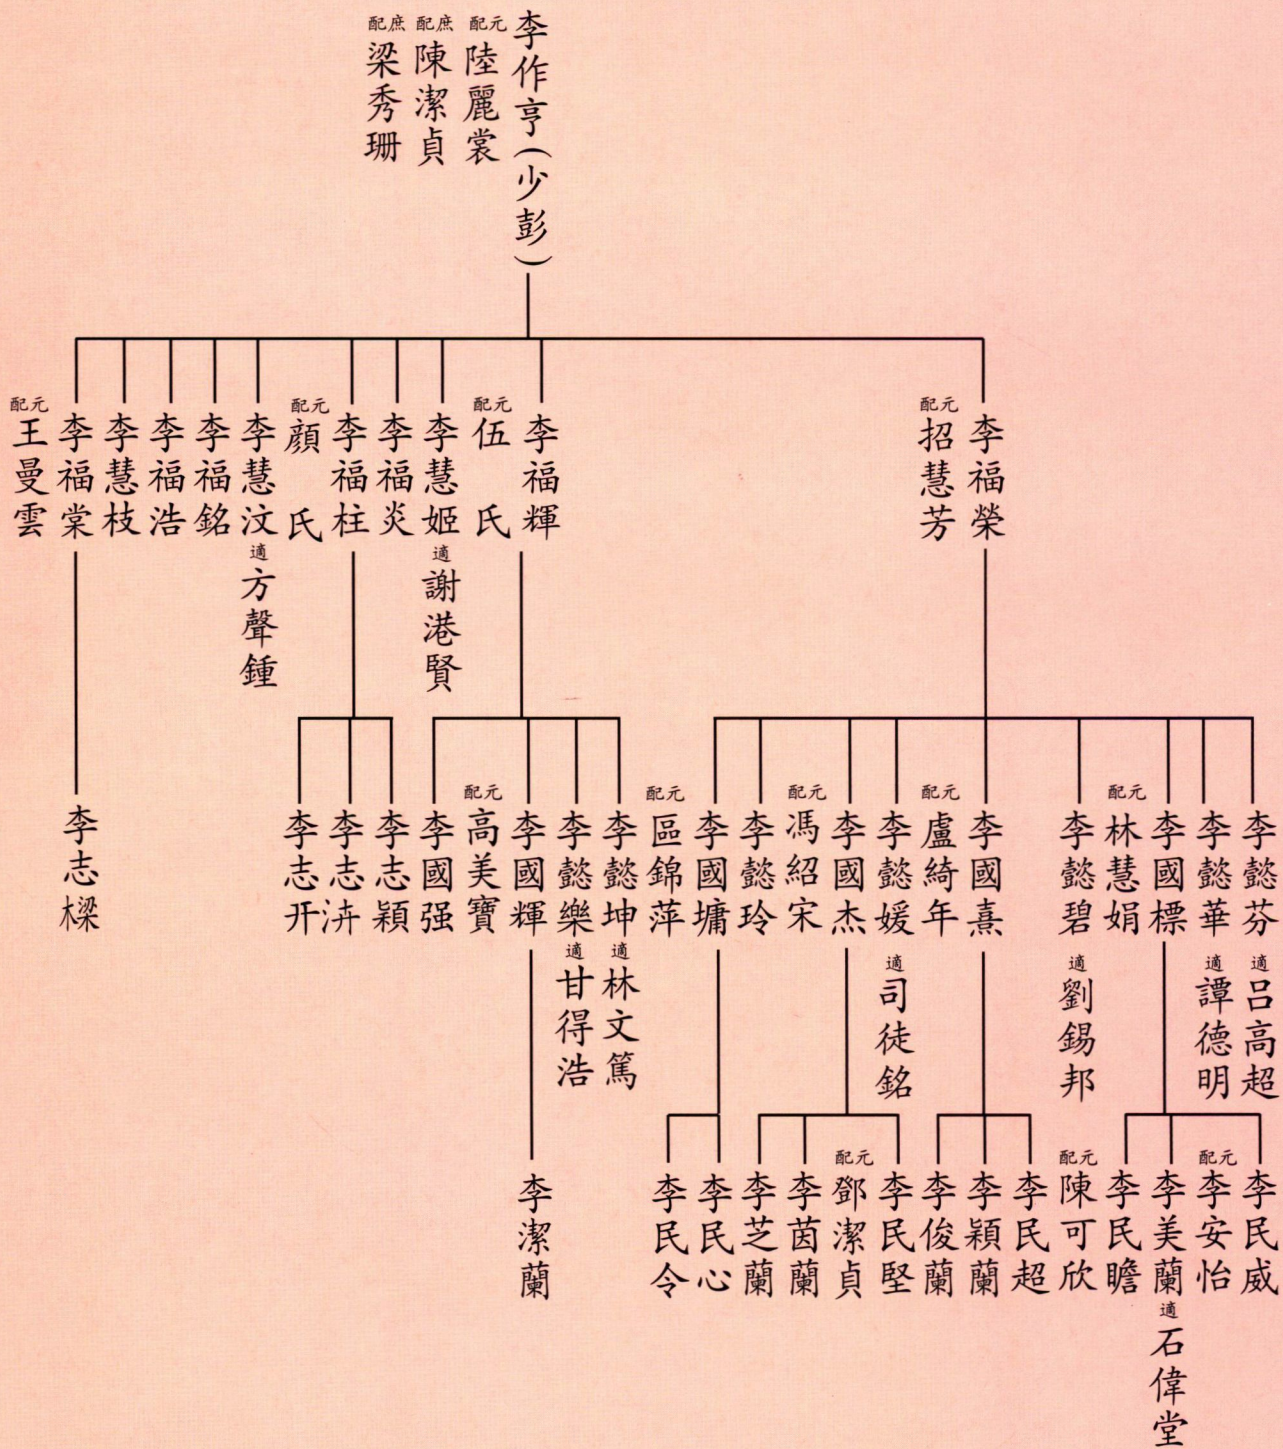 李作亨(少彭)
元配
陸麗裳
庶配
陳潔貞
庶配
梁秀珊
李福榮
元配
招慧芳
李福輝
元配
伍氏
李慧姬
適
謝港賢
李福炎
李福柱
元配
顏氏
李慧汶
適
方聲鍾
李福銘
李福浩
李慧枝
李福棠
元配
王曼雲
李懿芬
適
呂高超
李懿華
適
譚德明
李國標
元配
林慧娟
李懿碧
適
劉錫邦
李國熹
元配
盧綺年
李懿媛
適
司徒銘
李國杰
元配
馮紹宋
李懿玲
李國墉
元配
區錦萍
李懿坤
適
林文篤
李懿樂
適
甘得浩
李國輝
元配
高美寶
李國强
李志穎
李志泋
李志开
李志樑
李民威
元配
李安怡
李美蘭
適
石偉堂
李民瞻
元配
陳可欣
李民超
李穎蘭
李俊蘭
李民堅
元配
鄧潔貞
李茵蘭
李芝蘭
李民心
李民令
李潔蘭